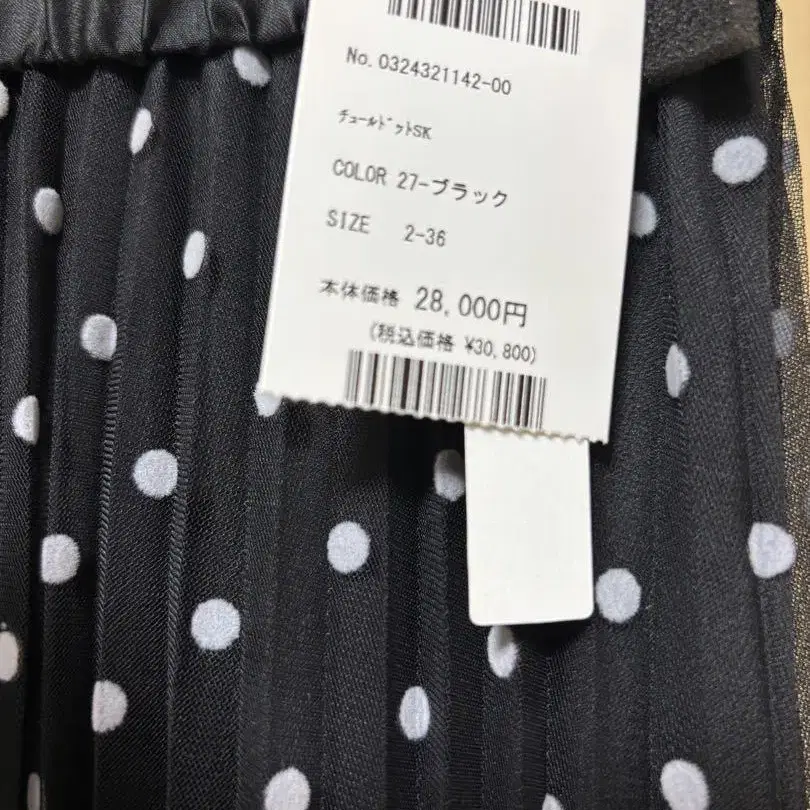 No. 0324321142-00
ﾁｭｰﾙﾄﾞｯﾄSK
COLOR 27-ブラック
SIZE 2-36
本体価格 28,000円
(税込価格 ¥30,800)